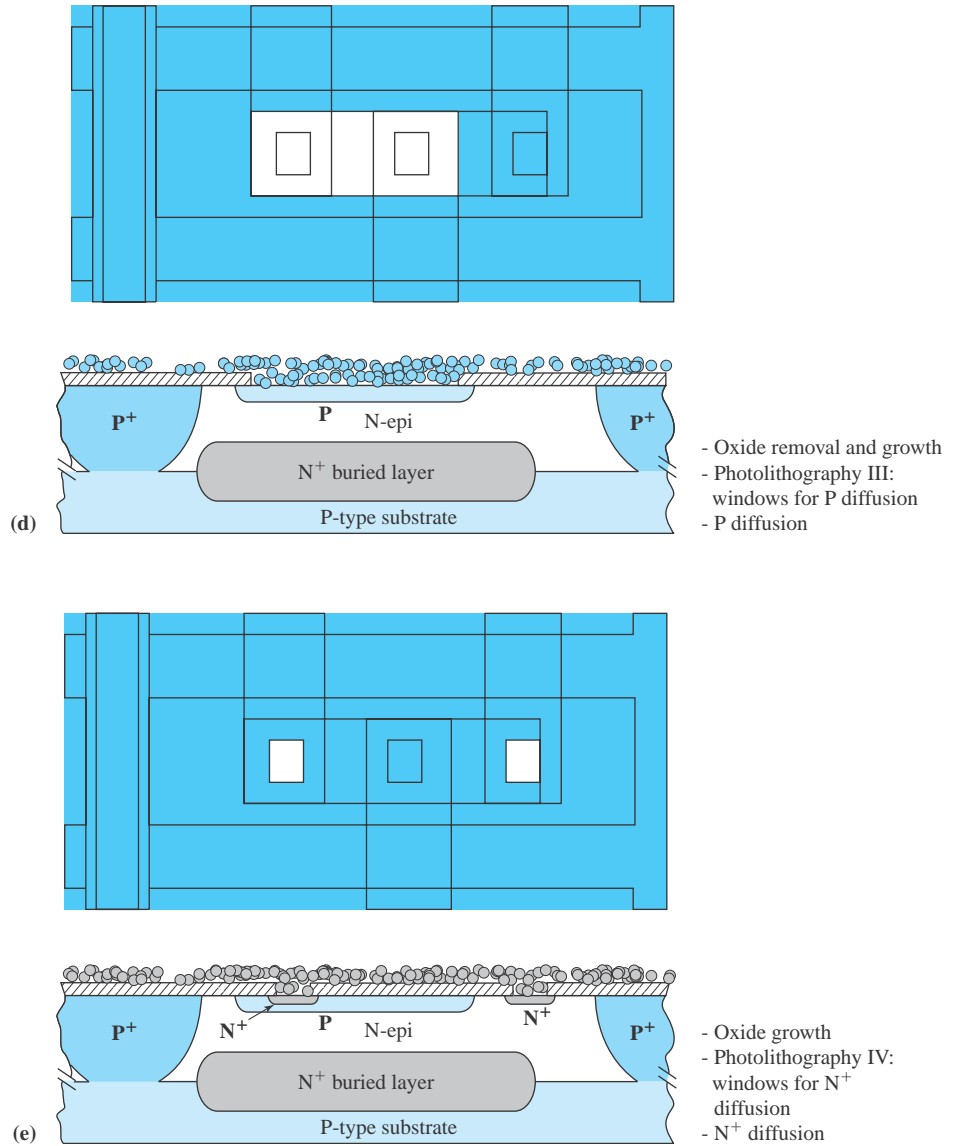 P
P+
N-epi
P+
N+ buried layer
P-type substrate
(d)
- Oxide removal and growth
- Photolithography III:
windows for P diffusion
- P diffusion
N+
P
N+
P+
N-epi
P+
N+ buried layer
P-type substrate
(e)
- Oxide growth
- Photolithography IV:
windows for N+
diffusion
- N+ diffusion